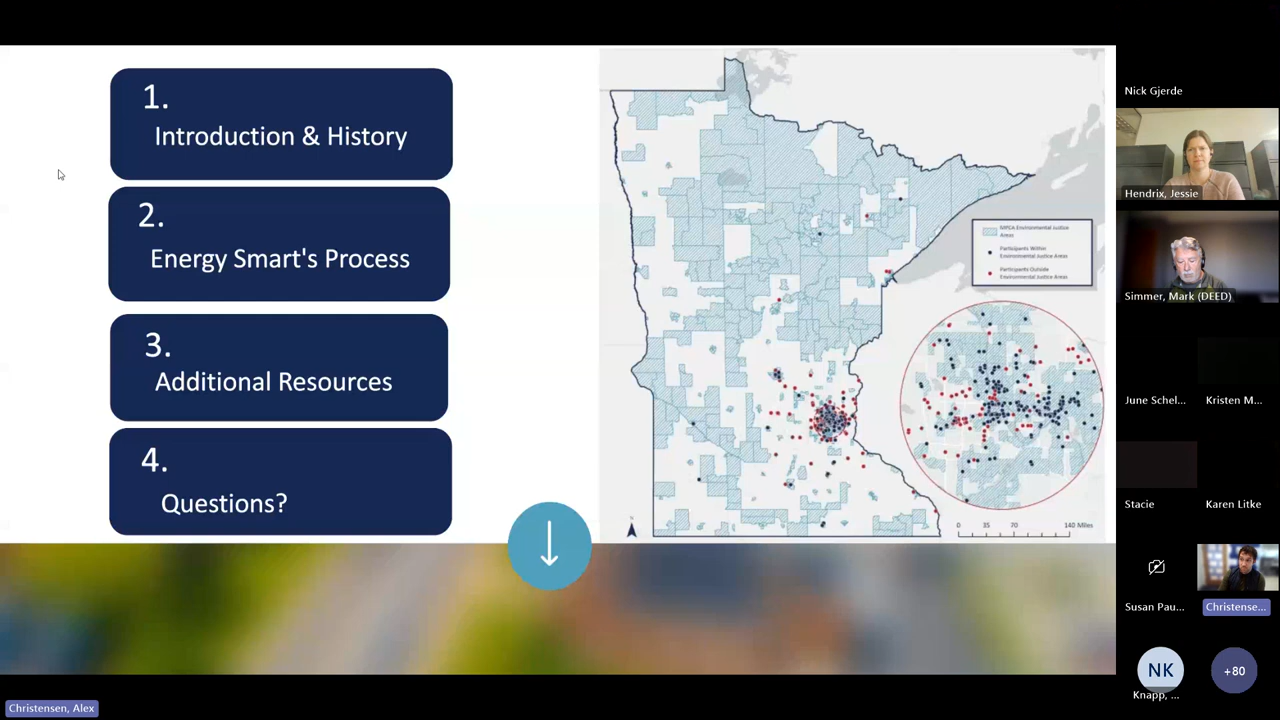 1.
Introduction & History
2.
Energy Smart's Process
3.
Additional Resources
4.
Questions?
MPCA Environmental Justice
Areas
Participants Within
Environmental Justice Areas
Participants Outside
Environmental Justice Areas
0 35 70 140 Miles
Nick Gjerde
Hendrix, Jessie
Simmer, Mark (DEED)
June Schel...
Kristen M...
Stacie
Karen Litke
Susan Pau...
Christense...
NK
+80
Knapp, ...
Christensen, Alex